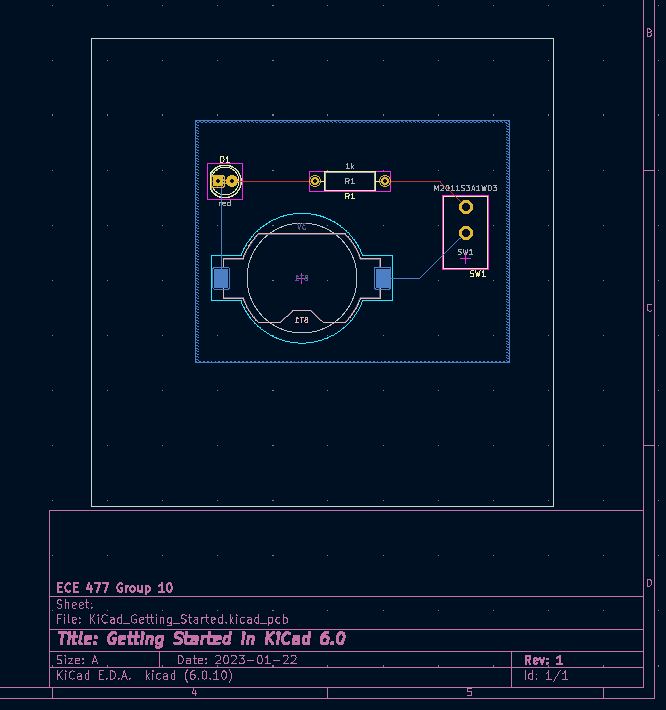 B
D1
1k
R1
M2011S3A1W03
R1
red
3V
SW1
BT1
SW1
C
BT1
D
ECE 477 Group 10
Sheet:
File: KiCad_Getting_Started.kicad_pcb
Title: Getting Started in KiCad 6.0
Size: A Date: 2023-01-22 Rev: 1
KiCad E.D.A. kicad (6.0.10) Id: 1/1
4 5